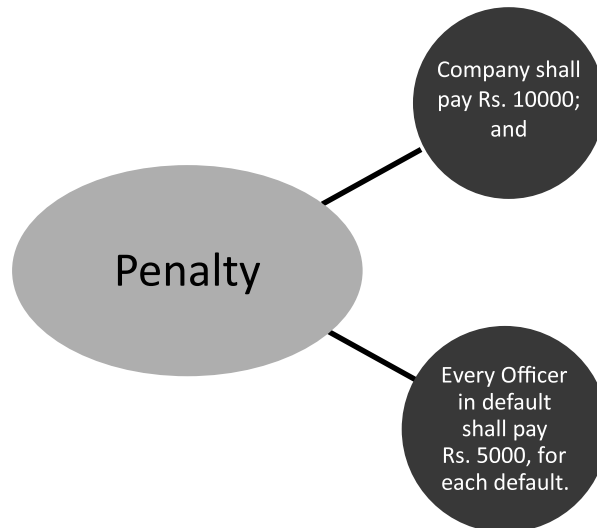 Company shall
pay Rs. 10000;
and
Penalty
Every Officer
in default
shall pay
Rs. 5000, for
each default.